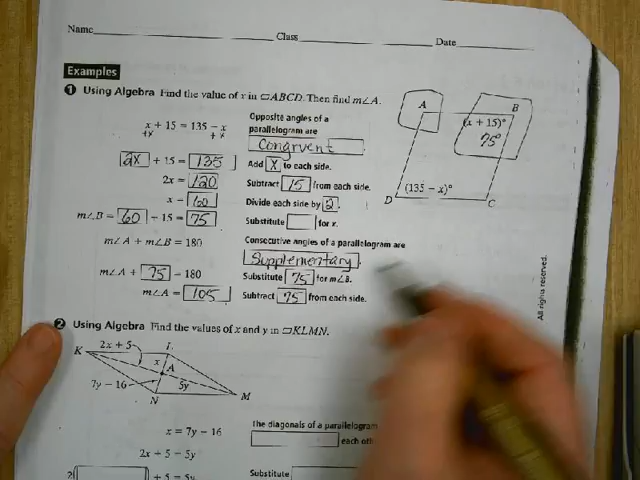 Name Class Date
Examples
1 Using Algebra Find the value of x in ▱ABCD. Then find m∠A.
x + 15 = 135 − x
+x +x
Opposite angles of a
parallelogram are
Congruent
2x + 15 = 135
Add x to each side.
2x = 120
Subtract 15 from each side.
x = 60
Divide each side by 2.
m∠B = 60 + 15 = 75
Substitute for x.
m∠A + m∠B = 180
Consecutive angles of a parallelogram are
Supplementary.
m∠A + 75 = 180
Substitute 75 for m∠B.
m∠A = 105
Subtract 75 from each side.
A B
(x + 15)°
75°
(135 − x)°
D C
2 Using Algebra Find the values of x and y in ▱KLMN.
K 2x + 5 L
x A
7y − 16 5y
N M
x = 7y − 16
The diagonals of a parallelogram
each
2x + 5 = 5y
2( ) + 5 = 5y
Substitute
All rights reserved.